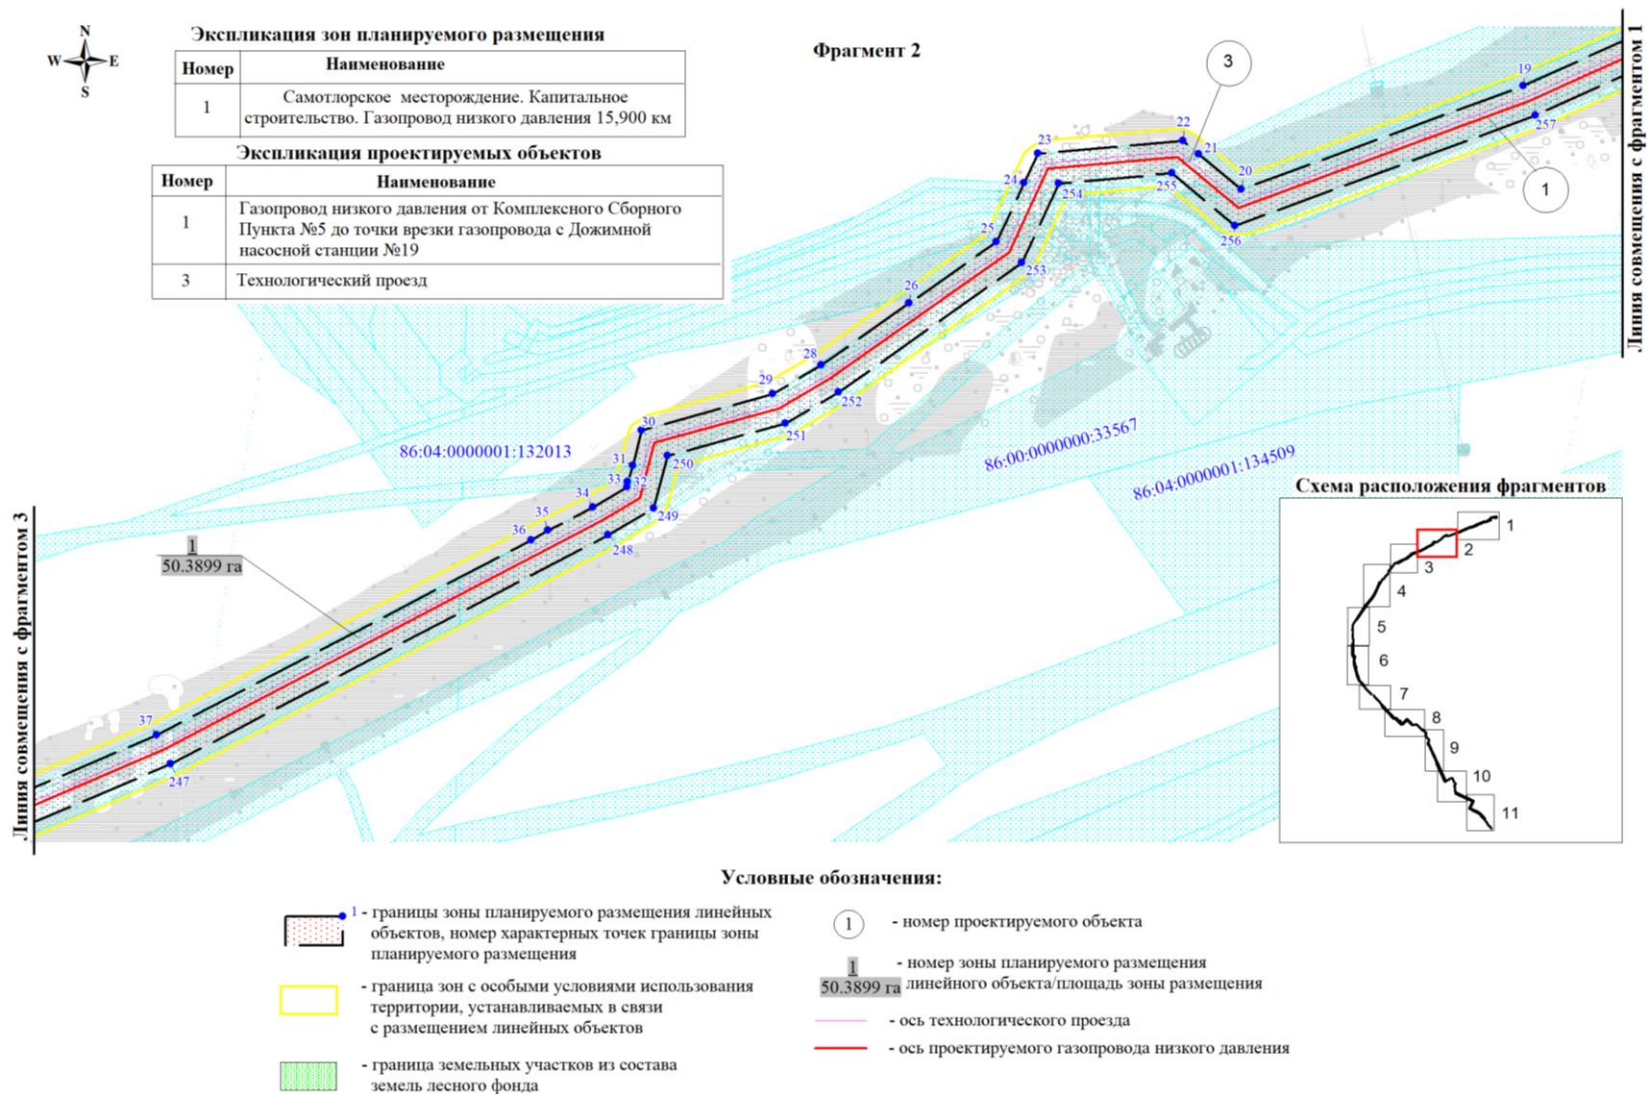 N
W E
S
Экспликация зон планируемого размещения
Номер Наименование
1
Самотлорское месторождение. Капитальное
строительство. Газопровод низкого давления 15,900 км
Экспликация проектируемых объектов
Номер Наименование
1
Газопровод низкого давления от Комплексного Сборного
Пункта №5 до точки врезки газопровода с Дожимной
насосной станции №19
3 Технологический проезд
Фрагмент 2
3
1
Линия совмещения с фрагментом 1
19
257
22
21
20
23
24
254
255
256
25
253
26
28
29
252
251
30
31
250
33
32
34
249
35
36
248
37
247
86:04:0000001:132013
86:00:0000000:33567
86:04:0000001:134509
1
50.3899 га
Линия совмещения с фрагментом 3
Схема расположения фрагментов
1
2
3
4
5
6
7
8
9
10
11
Условные обозначения:
1 - границы зоны планируемого размещения линейных
объектов, номер характерных точек границы зоны
планируемого размещения
- граница зон с особыми условиями использования
территории, устанавливаемых в связи
с размещением линейных объектов
- граница земельных участков из состава
земель лесного фонда
1 - номер проектируемого объекта
1 - номер зоны планируемого размещения
50.3899 га линейного объекта/площадь зоны размещения
- ось технологического проезда
- ось проектируемого газопровода низкого давления